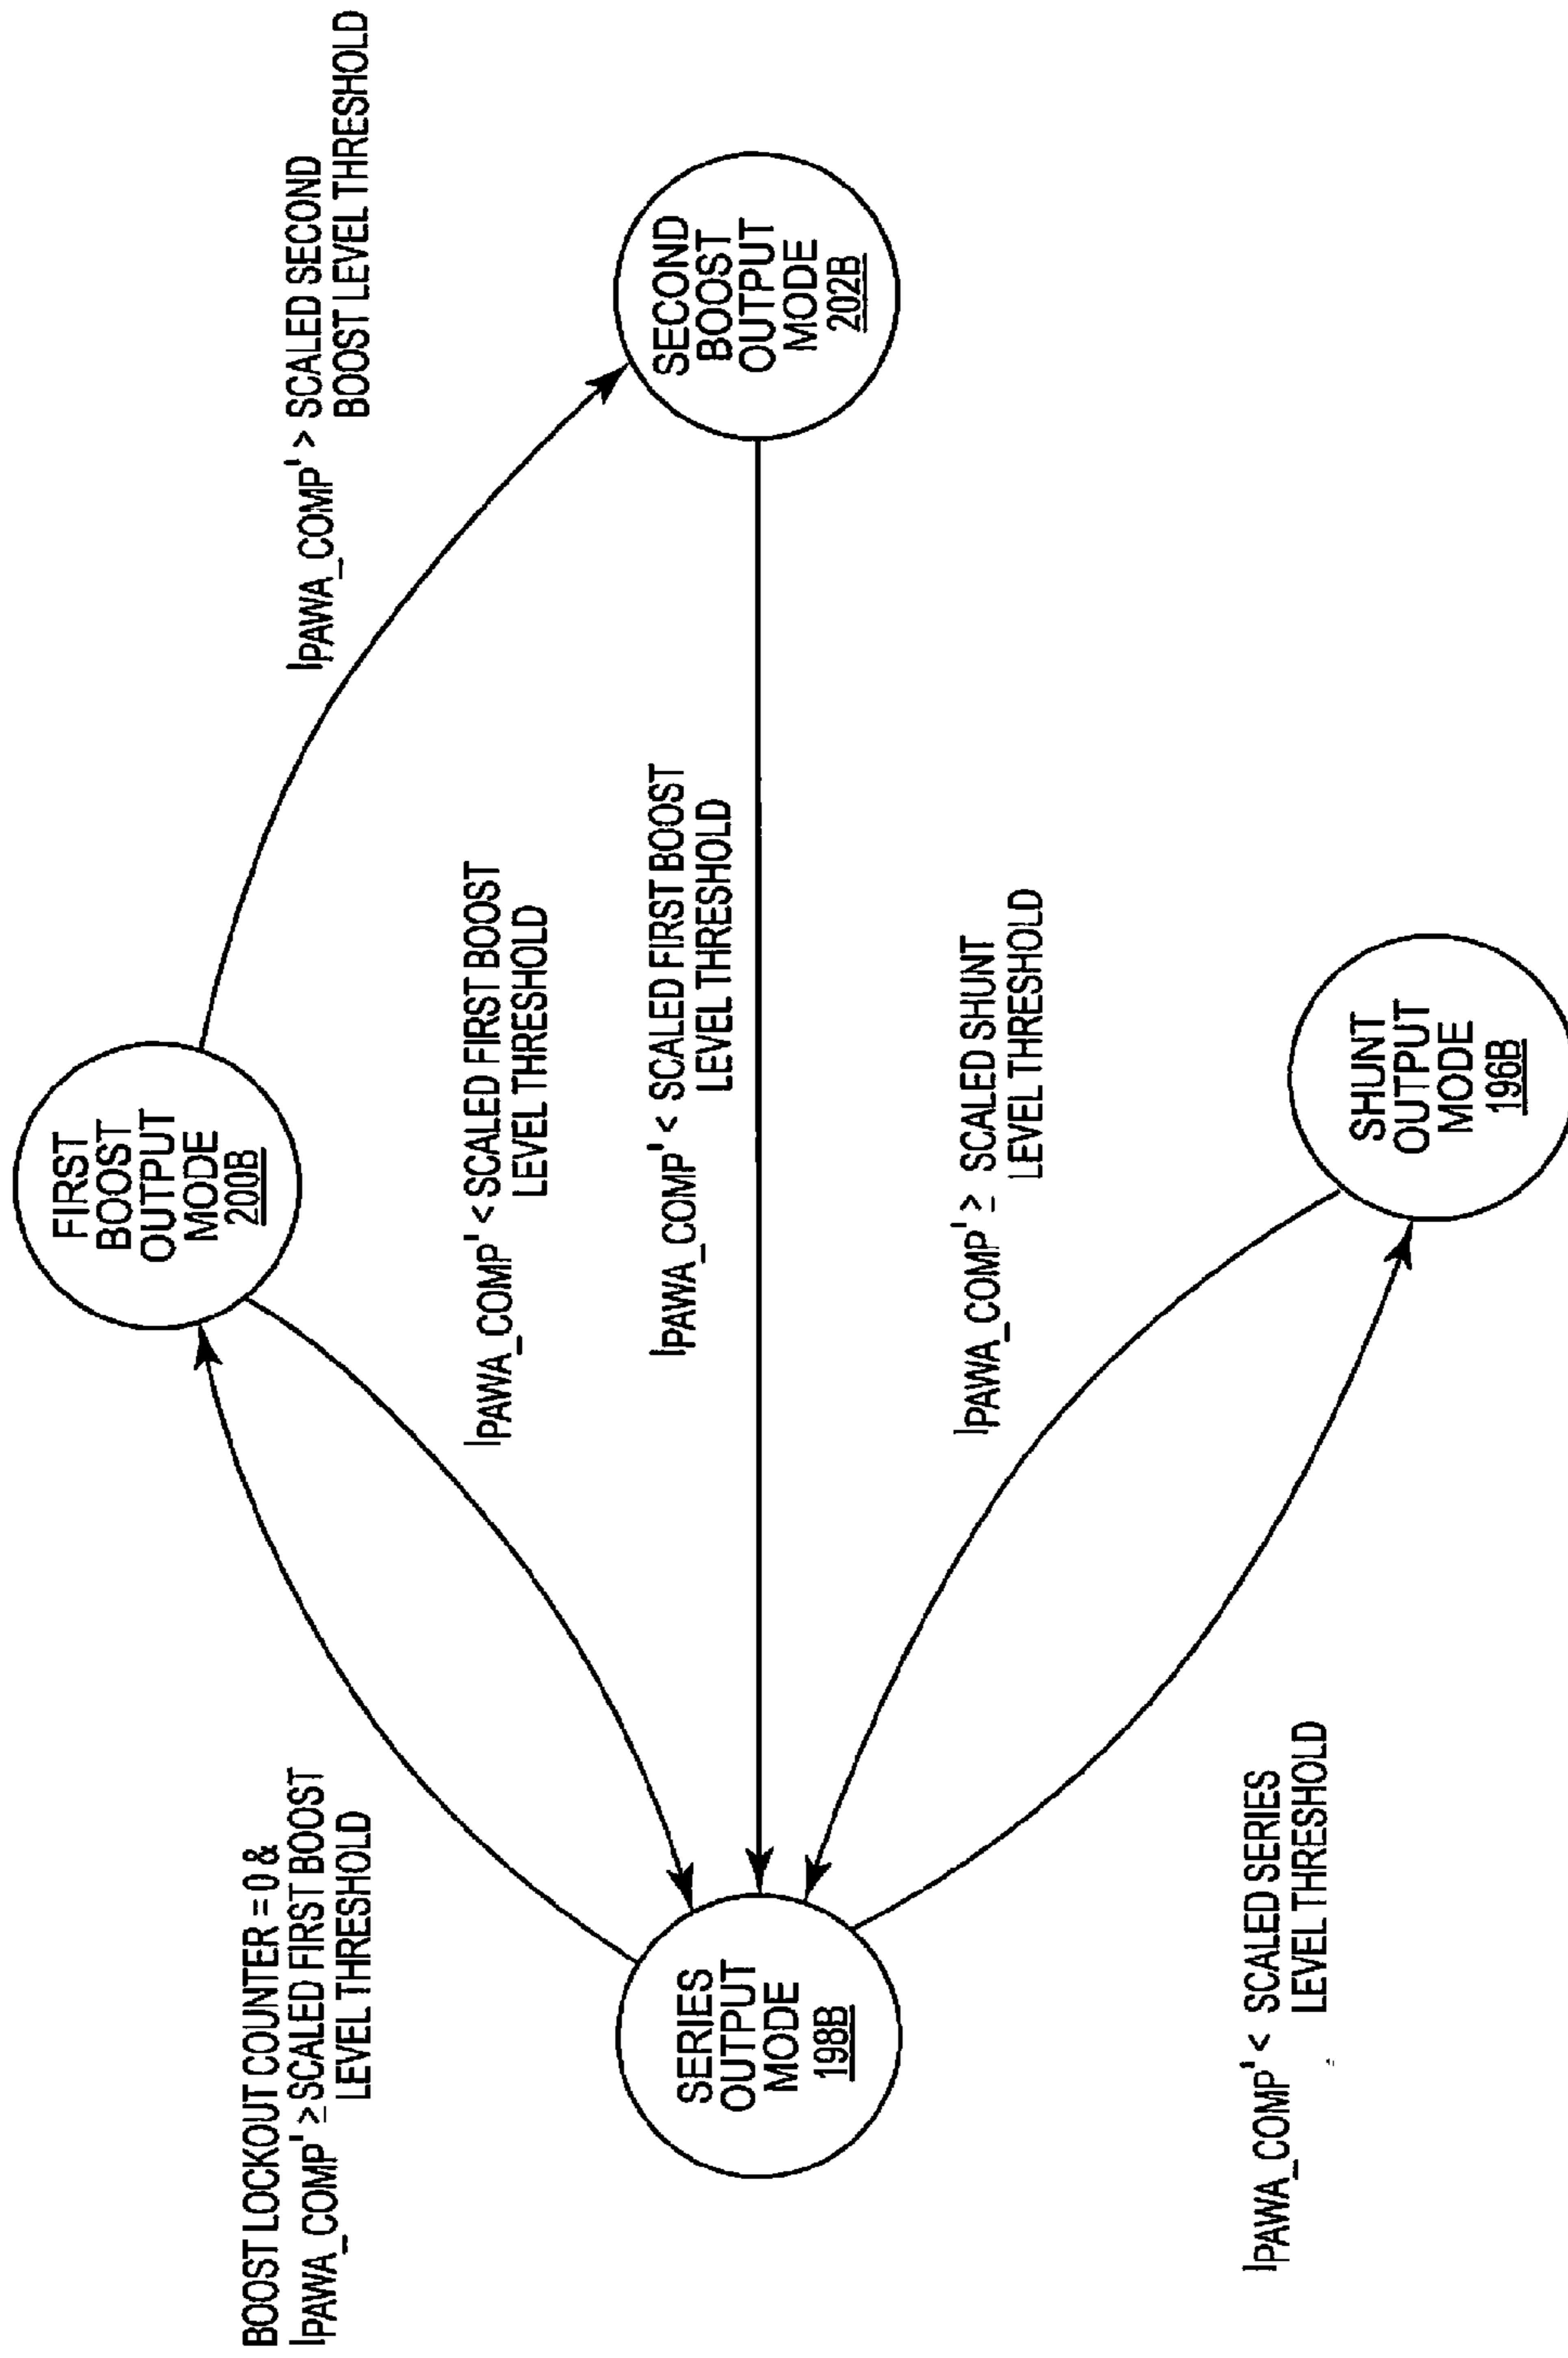 BOOST LOCKOUT COUNTER = 0 &
IPAWA_COMP' ≥ SCALED FIRST BOOST
LEVEL THRESHOLD
FIRST
BOOST
OUTPUT
MODE
200B
IPAWA_COMP' > SCALED SECOND
BOOST LEVEL THRESHOLD
IPAWA_COMP' < SCALED FIRST BOOST
LEVEL THRESHOLD
IPAWA_COMP' < SCALED FIRST BOOST
LEVEL THRESHOLD
SERIES
OUTPUT
MODE
198B
SECOND
BOOST
OUTPUT
MODE
202B
IPAWA_COMP' ≥ SCALED SHUNT
LEVEL THRESHOLD
IPAWA_COMP' < SCALED SERIES
LEVEL THRESHOLD
SHUNT
OUTPUT
MODE
196B